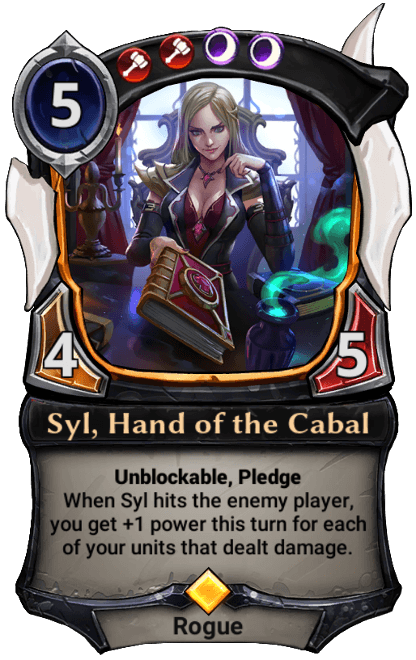 5
4
5
Syl, Hand of the Cabal
Unblockable, Pledge
When Syl hits the enemy player,
you get +1 power this turn for each
of your units that dealt damage.
Rogue